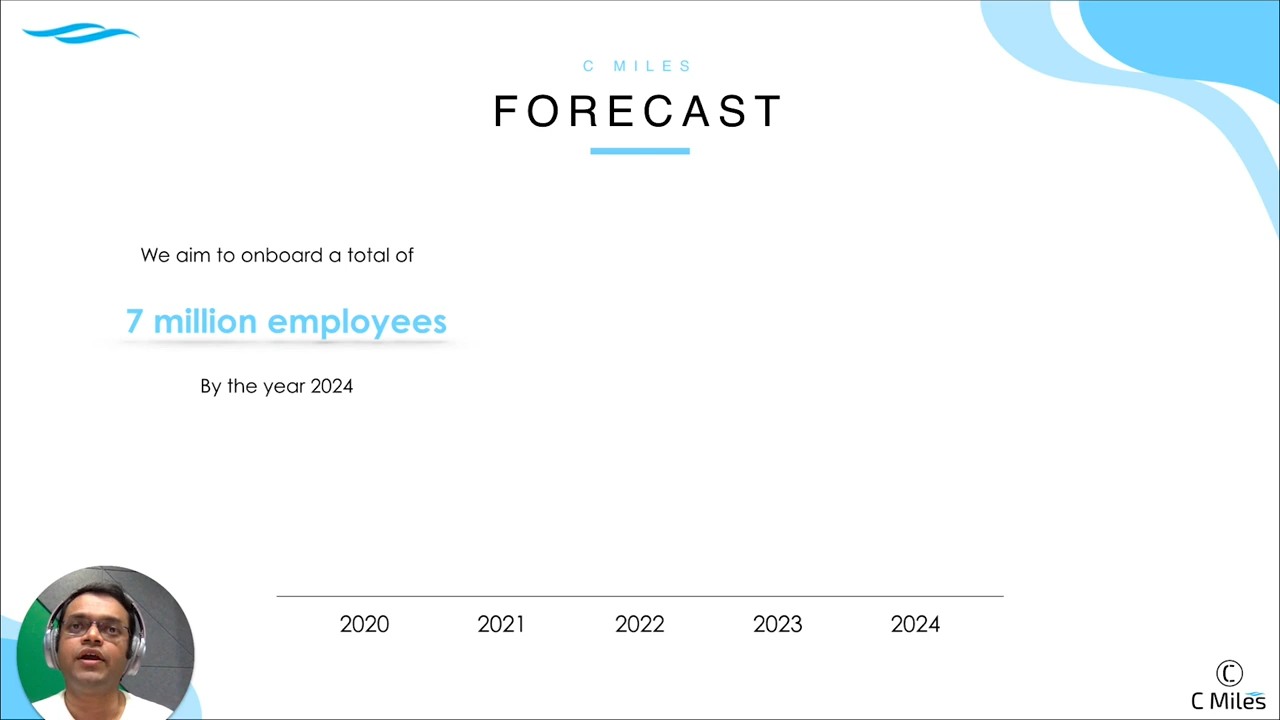 C MILES
FORECAST
We aim to onboard a total of
7 million employees
By the year 2024
2020 2021 2022 2023 2024
C
C Miles